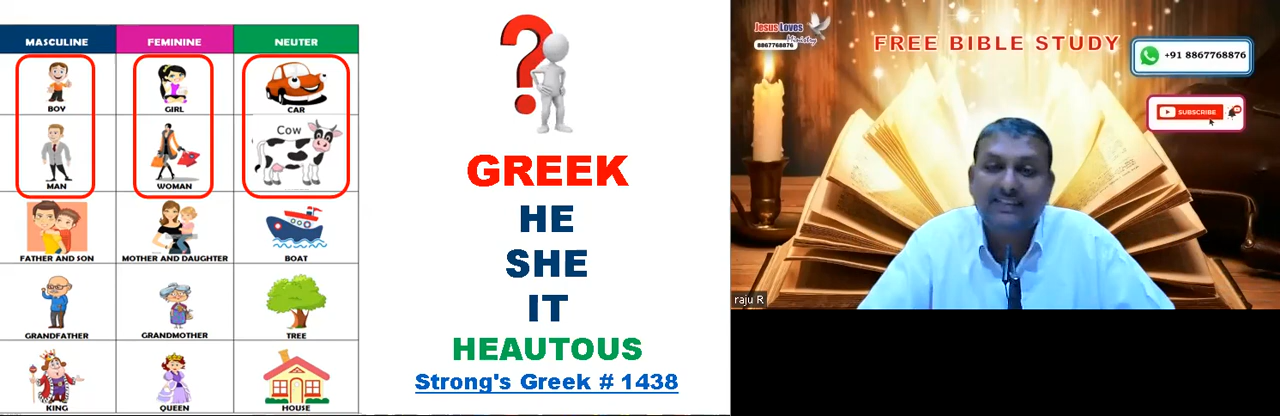 MASCULINE FEMININE NEUTER
BOY GIRL CAR
Cow
MAN WOMAN
FATHER AND SON MOTHER AND DAUGHTER BOAT
GRANDFATHER GRANDMOTHER TREE
KING QUEEN HOUSE
?
GREEK
HE
SHE
IT
HEAUTOUS
Strong's Greek # 1438
Jesus Loves
Ministry
8867768876
FREE BIBLE STUDY
+91 8867768876
SUBSCRIBE
raju R